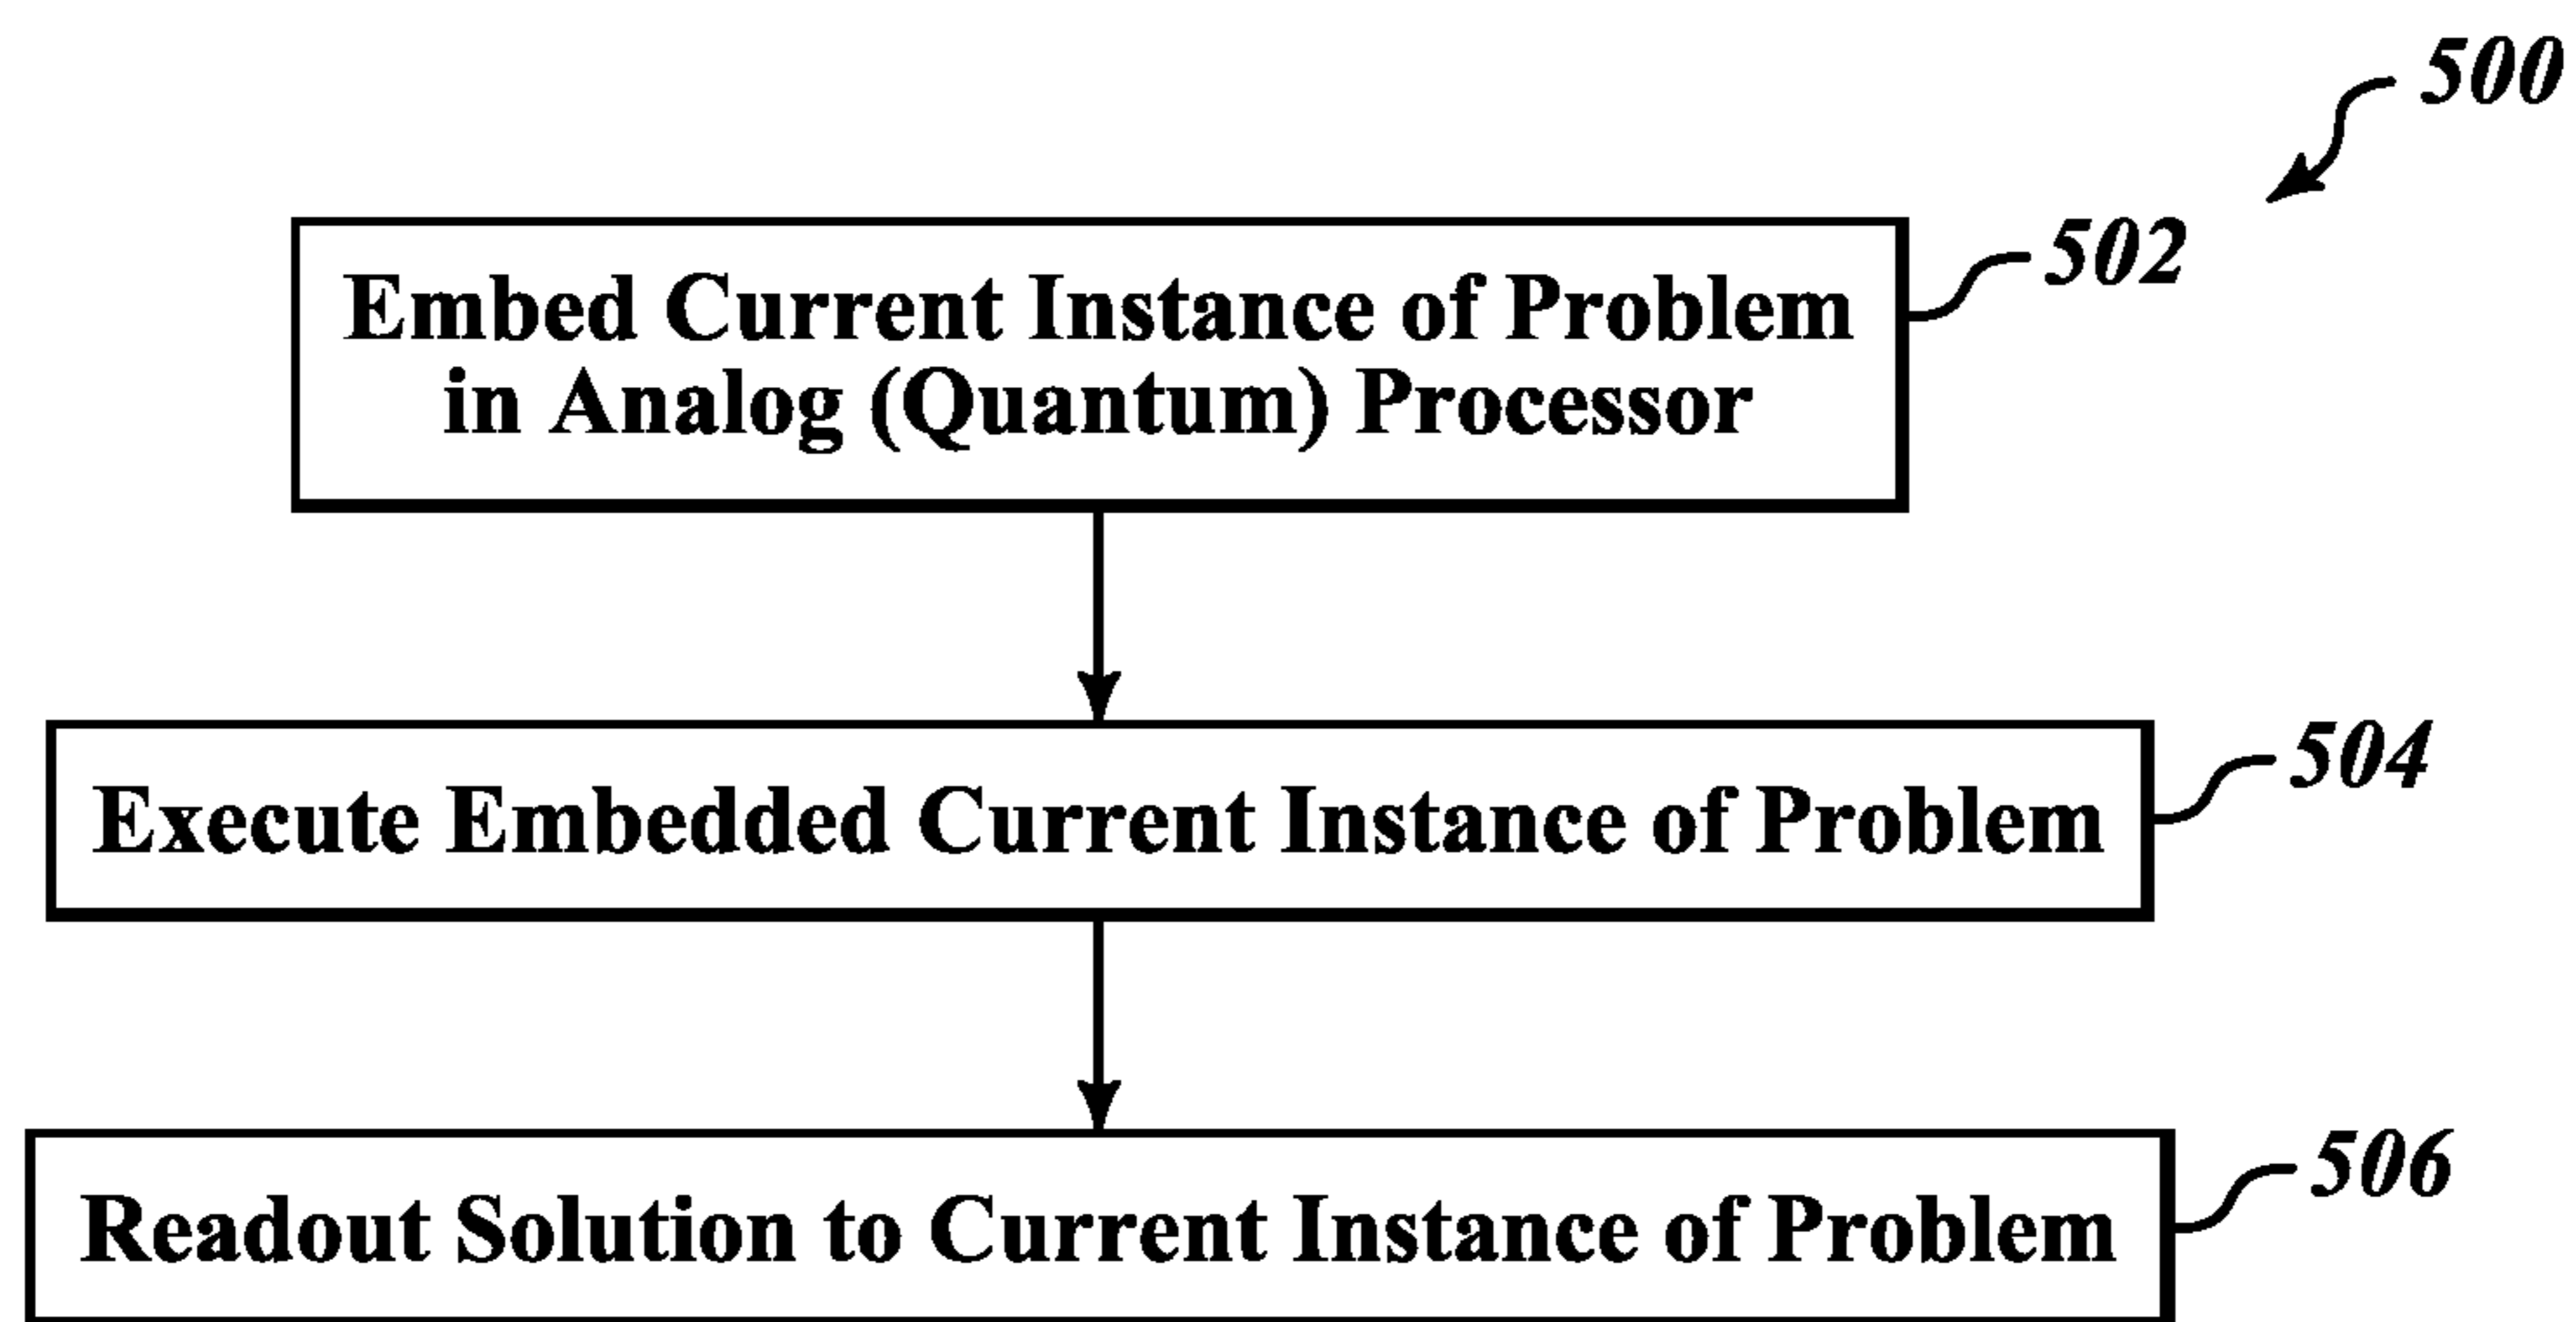 500
502
Embed Current Instance of Problem
in Analog (Quantum) Processor
504
Execute Embedded Current Instance of Problem
506
Readout Solution to Current Instance of Problem